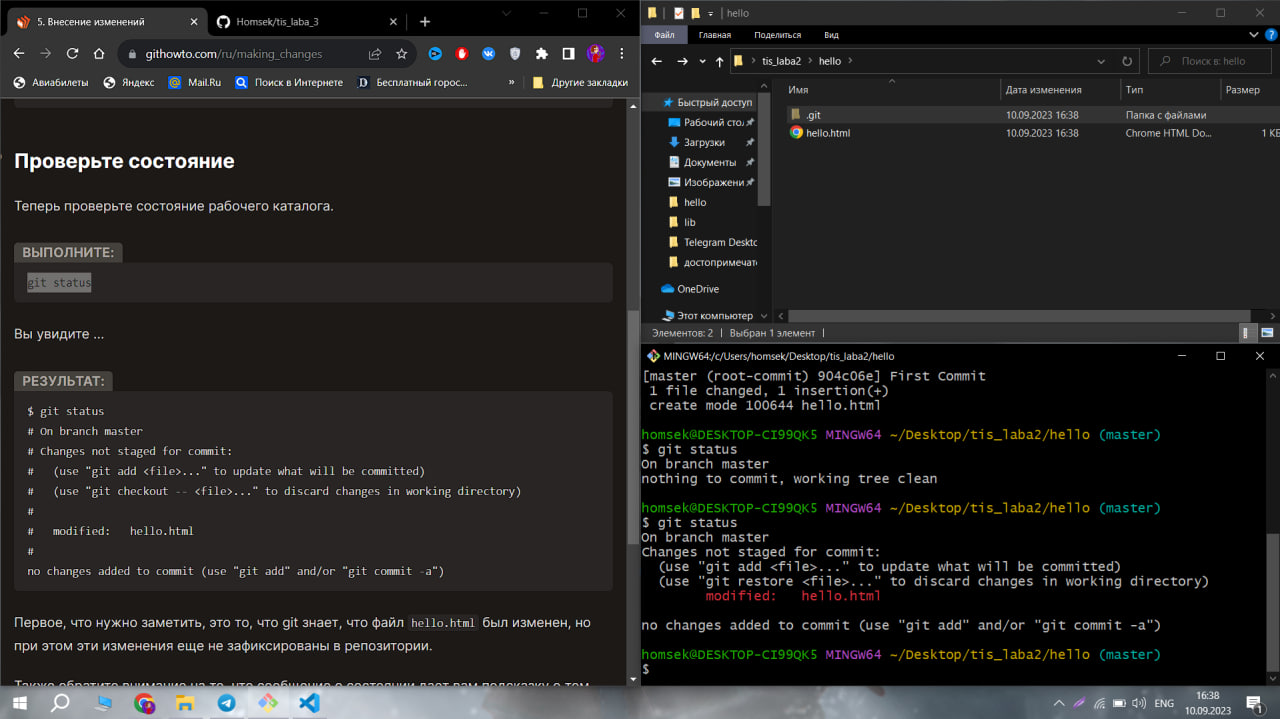 5. Внесение изменений
Homsek/tis_laba_3
githowto.com/ru/making_changes
Авиабилеты
Яндекс
Mail.Ru
Поиск в Интернете
Бесплатный горос...
»
Другие закладки
Проверьте состояние
Теперь проверьте состояние рабочего каталога.
ВЫПОЛНИТЕ:
git status
Вы увидите ...
РЕЗУЛЬТАТ:
$ git status
# On branch master
# Changes not staged for commit:
#   (use "git add <file>..." to update what will be committed)
#   (use "git checkout -- <file>..." to discard changes in working directory)
#
#   modified:   hello.html
#
no changes added to commit (use "git add" and/or "git commit -a")
Первое, что нужно заметить, это то, что git знает, что файл hello.html был изменен, но
при этом эти изменения еще не зафиксированы в репозитории.
hello
Файл
Главная
Поделиться
Вид
tis_laba2
hello
Поиск в: hello
Имя
Дата изменения
Тип
Размер
Быстрый доступ
Рабочий стол
Загрузки
Документы
Изображени
hello
lib
Telegram Deskto
достопримечат
OneDrive
Этот компьютер
.git
10.09.2023 16:38
Папка с файлами
hello.html
10.09.2023 16:38
Chrome HTML Do...
1 КБ
Элементов: 2
Выбран 1 элемент
MINGW64:/c/Users/homsek/Desktop/tis_laba2/hello
[master (root-commit) 904c06e] First Commit
1 file changed, 1 insertion(+)
create mode 100644 hello.html
homsek@DESKTOP-CI99QK5 MINGW64 ~/Desktop/tis_laba2/hello (master)
$ git status
On branch master
nothing to commit, working tree clean
homsek@DESKTOP-CI99QK5 MINGW64 ~/Desktop/tis_laba2/hello (master)
$ git status
On branch master
Changes not staged for commit:
(use "git add <file>..." to update what will be committed)
(use "git restore <file>..." to discard changes in working directory)
modified:   hello.html
no changes added to commit (use "git add" and/or "git commit -a")
homsek@DESKTOP-CI99QK5 MINGW64 ~/Desktop/tis_laba2/hello (master)
$
ENG
16:38
10.09.2023
1